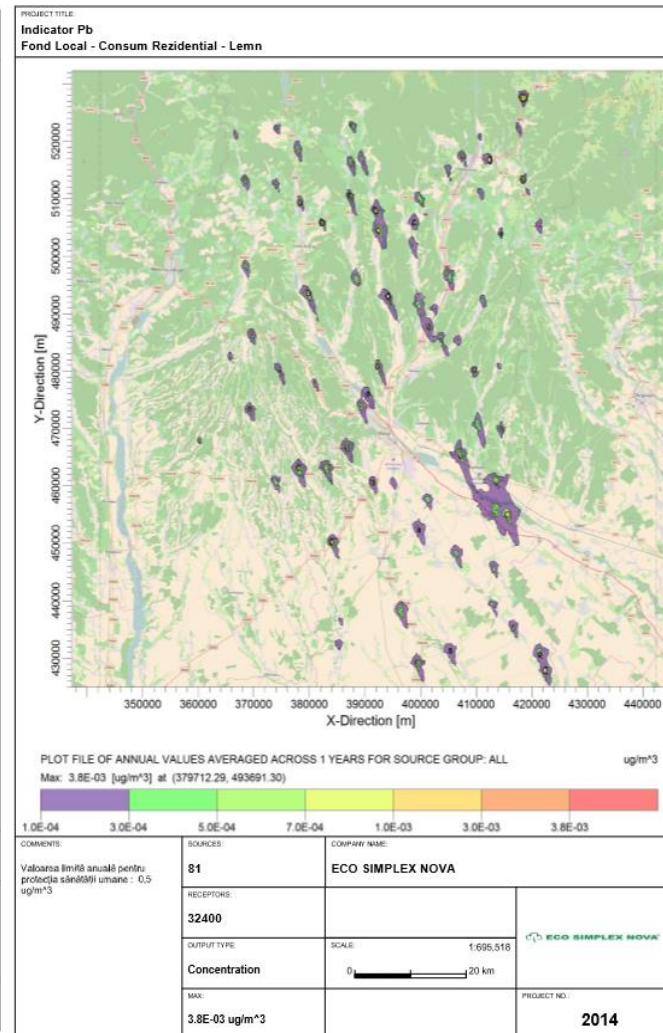 PROJECT TITLE:
Indicator Pb
Fond Local - Consum Rezidential - Lemn
Y-Direction [m]
520000
510000
500000
490000
480000
470000
460000
450000
440000
430000
350000 360000 370000 380000 390000 400000 410000 420000 430000 440000
X-Direction [m]
PLOT FILE OF ANNUAL VALUES AVERAGED ACROSS 1 YEARS FOR SOURCE GROUP: ALL ug/m^3
Max: 3.8E-03 [ug/m^3] at (379712.29, 493691.30)
1.0E-04 3.0E-04 5.0E-04 7.0E-04 1.0E-03 3.0E-03 3.8E-03
COMMENTS:
Valoarea limită anuală pentru
protecția sănătății umane : 0,5
ug/m^3
SOURCES:
81
COMPANY NAME:
ECO SIMPLEX NOVA
RECEPTORS:
32400
OUTPUT TYPE:
Concentration
SCALE: 1:695,518
0 20 km
ECO SIMPLEX NOVA
MAX:
3.8E-03 ug/m^3
PROJECT NO.:
2014